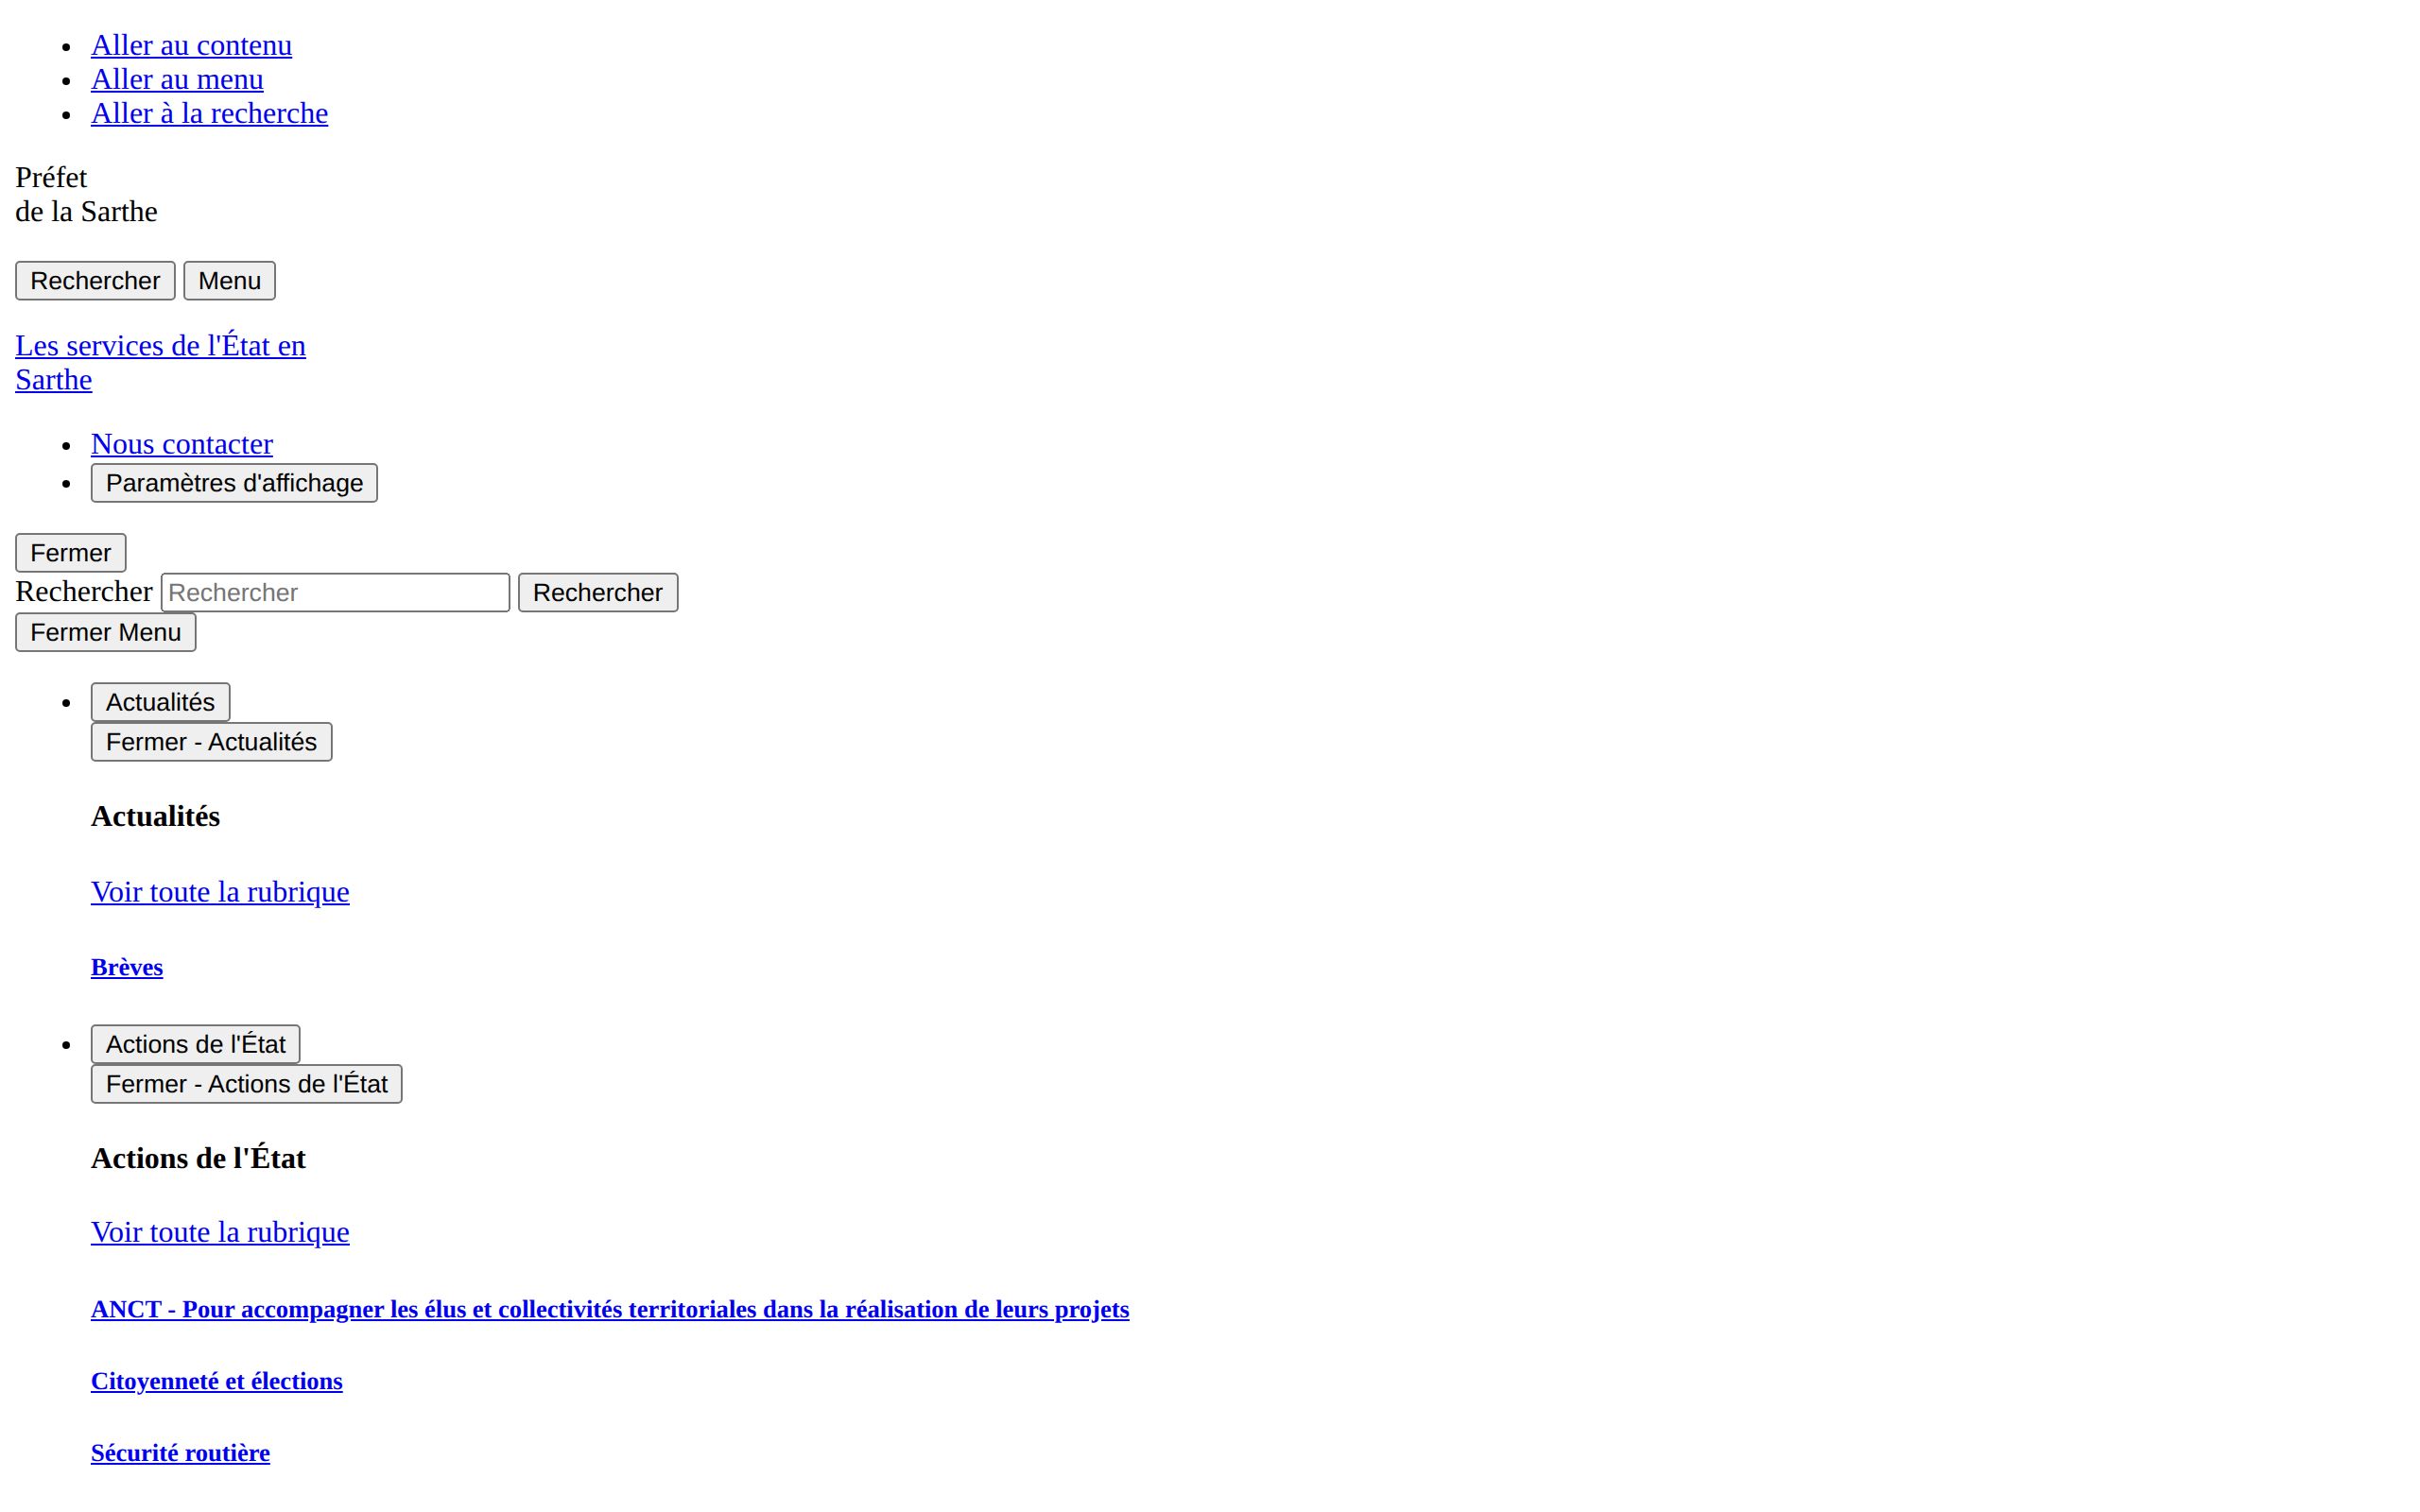 Aller au contenu
Aller au menu
Aller à la recherche
Préfet
de la Sarthe
Rechercher Menu
Les services de l'État en
Sarthe
Nous contacter
Paramètres d'affichage
Fermer
Rechercher Rechercher Rechercher
Fermer Menu
Actualités
Fermer - Actualités
Actualités
Voir toute la rubrique
Brèves
Actions de l'État
Fermer - Actions de l'État
Actions de l'État
Voir toute la rubrique
ANCT - Pour accompagner les élus et collectivités territoriales dans la réalisation de leurs projets
Citoyenneté et élections
Sécurité routière